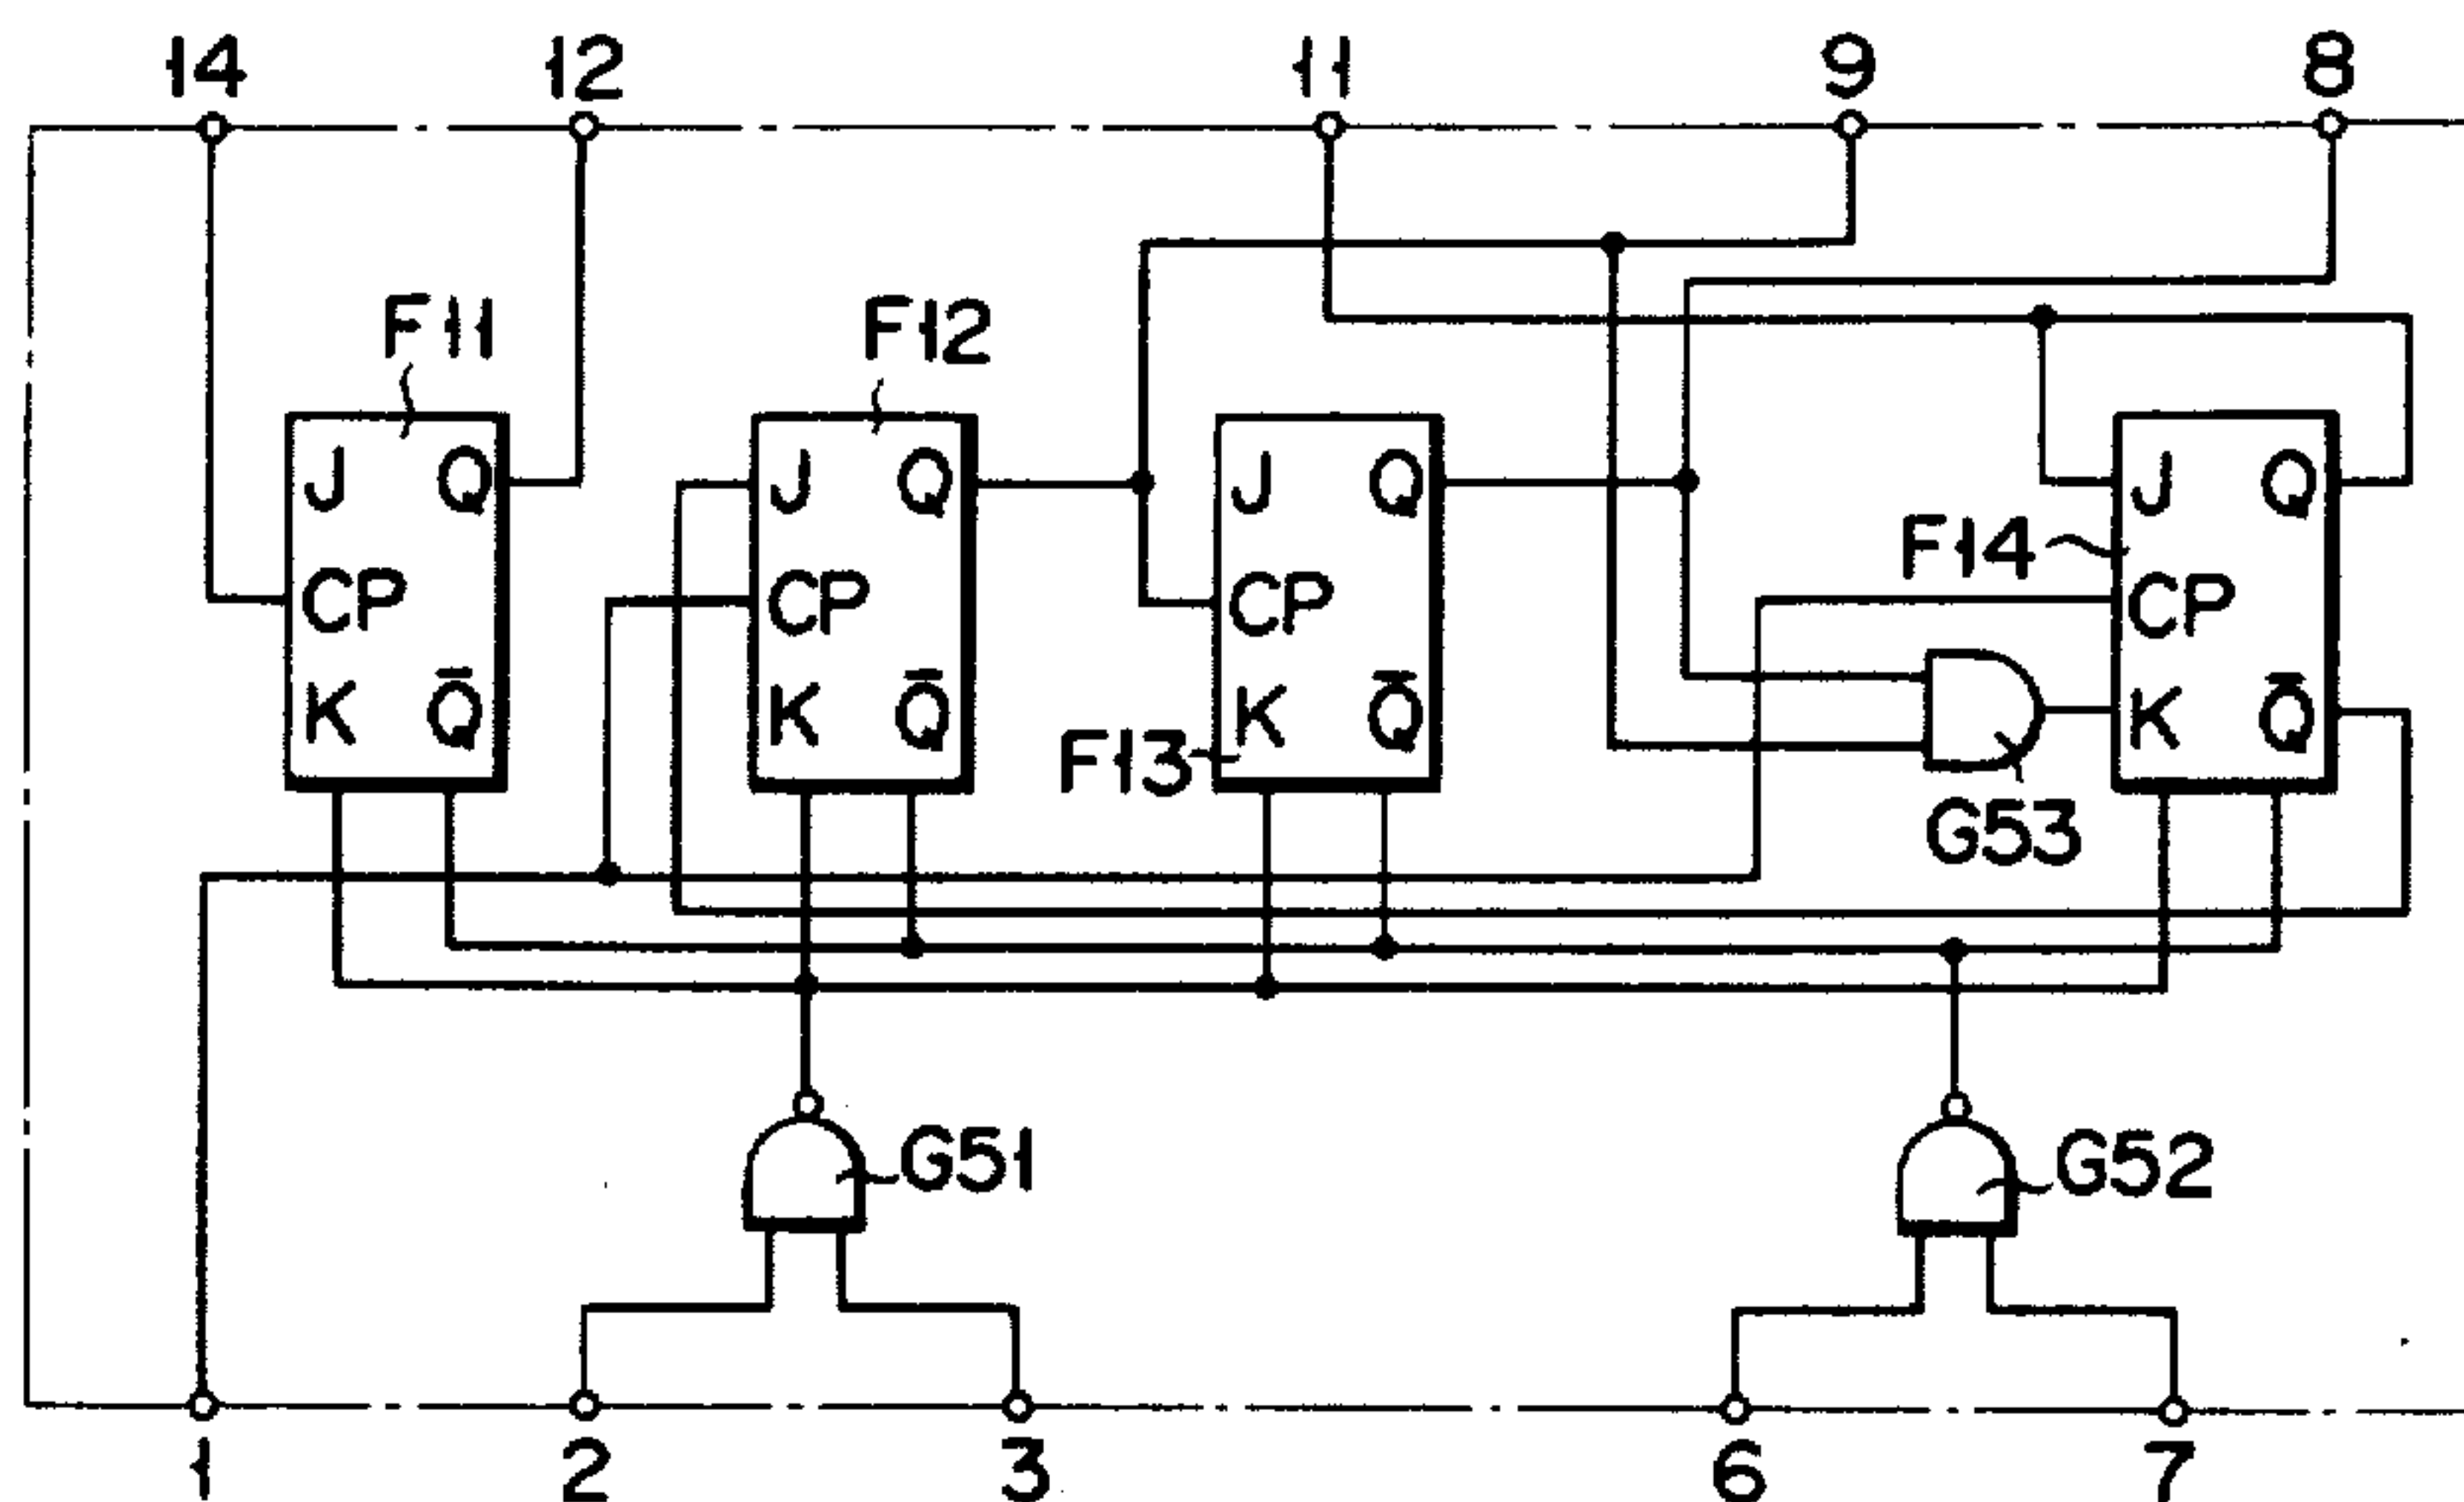 14 12 11 9 8
F11 F12
J Q J Q J Q J Q
F14
CP CP CP CP
K Q̅ K Q̅ K Q̅ K Q̅
F13
G53
G51 G52
1 2 3 6 7